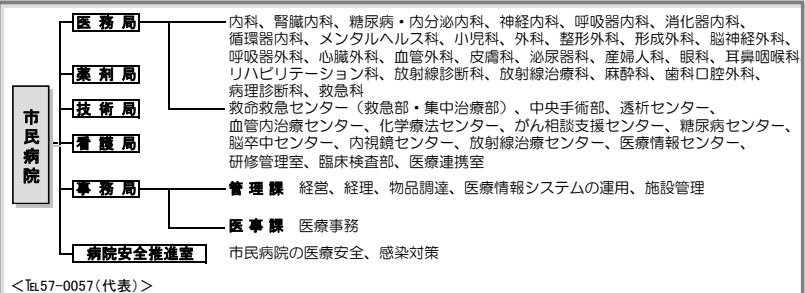 市民病院
医務局
内科、腎臓内科、糖尿病・内分泌内科、神経内科、呼吸器内科、消化器内科、
循環器内科、メンタルヘルス科、小児科、外科、整形外科、形成外科、脳神経外科、
呼吸器外科、心臓外科、血管外科、皮膚科、泌尿器科、産婦人科、眼科、耳鼻咽喉科
リハビリテーション科、放射線診断科、放射線治療科、麻酔科、歯科口腔外科、
病理診断科、救急科
救命救急センター（救急部・集中治療部）、中央手術部、透析センター、
血管内治療センター、化学療法センター、がん相談支援センター、糖尿病センター、
脳卒中センター、内視鏡センター、放射線治療センター、医療情報センター、
研修管理室、臨床検査部、医療連携室
薬剤局
技術局
看護局
事務局
管理課 経営、経理、物品調達、医療情報システムの運用、施設管理
医事課 医療事務
病院安全推進室 市民病院の医療安全、感染対策
＜℡57-0057(代表)＞